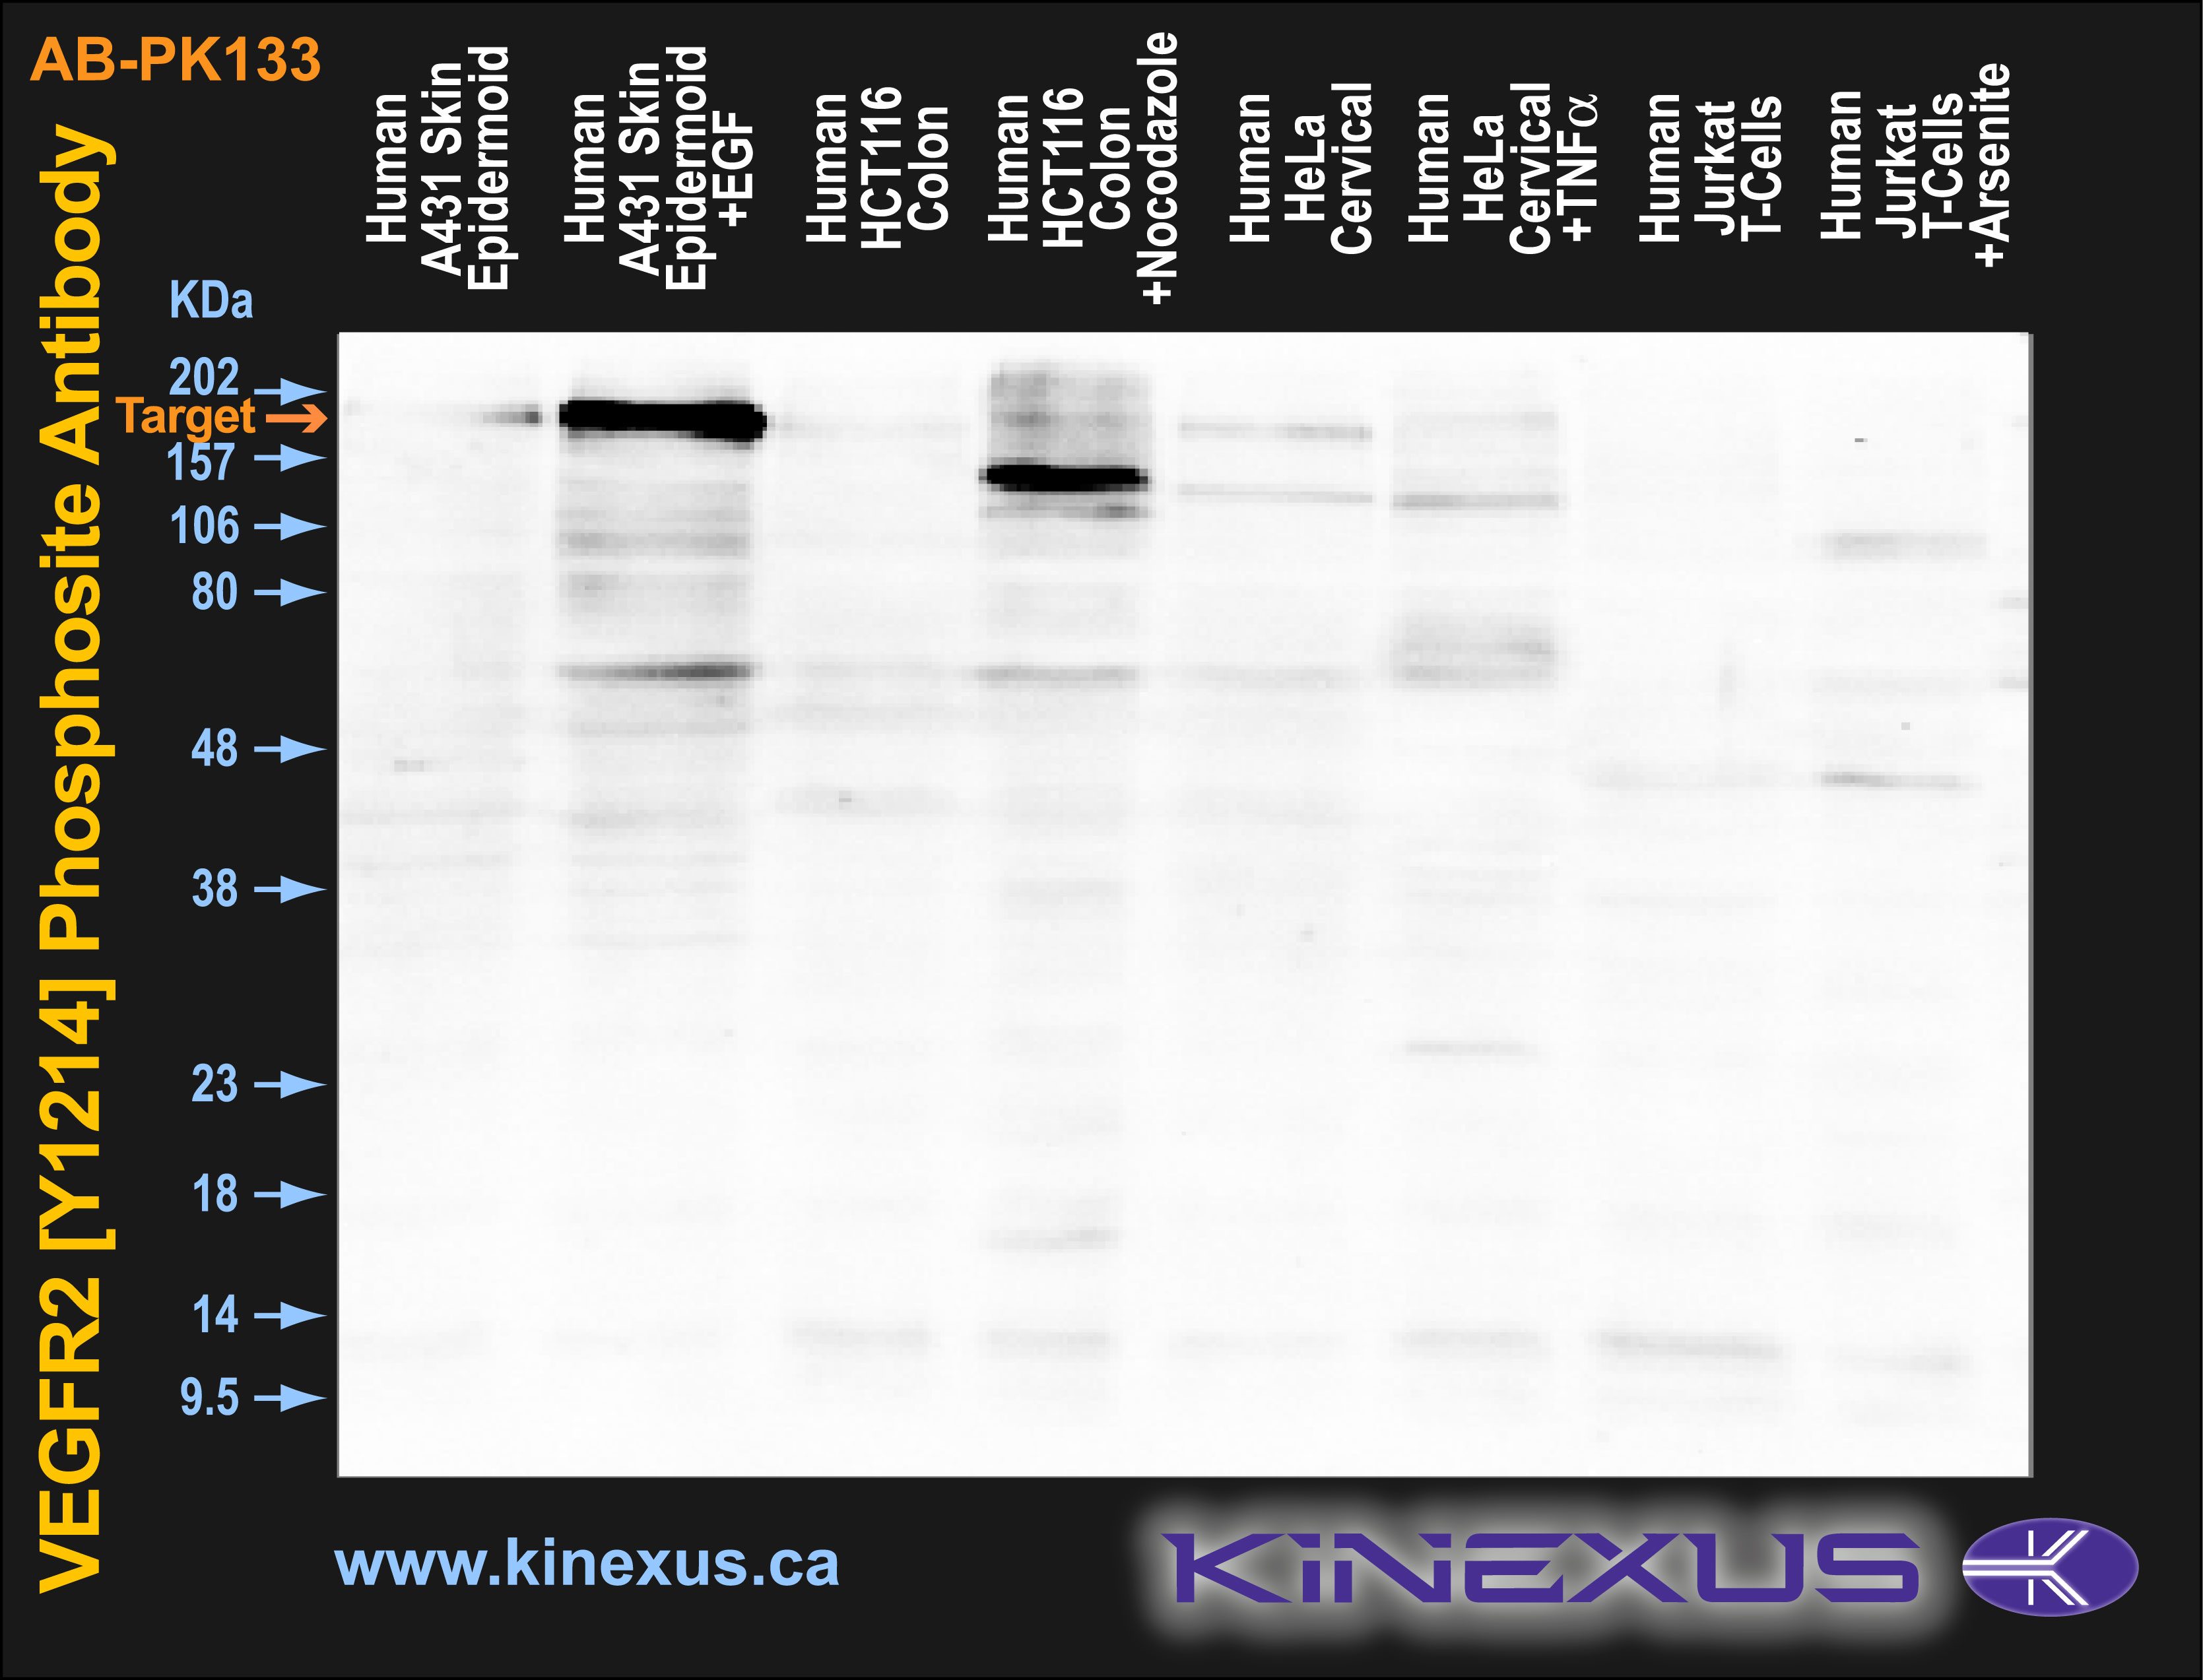 AB-PK133
VEGFR2 [Y1214] Phosphosite Antibody
Human
A431 Skin
Epidermoid
Human
A431 Skin
Epidermoid
+EGF
Human
HCT116
Colon
Human
HCT116
Colon
+Nocodazole
Human
HeLa
Cervical
Human
HeLa
Cervical
+TNFα
Human
Jurkat
T-Cells
Human
Jurkat
T-Cells
+Arsenite
KDa
202
Target
157
106
80
48
38
23
18
14
9.5
www.kinexus.ca
KiNEXUS